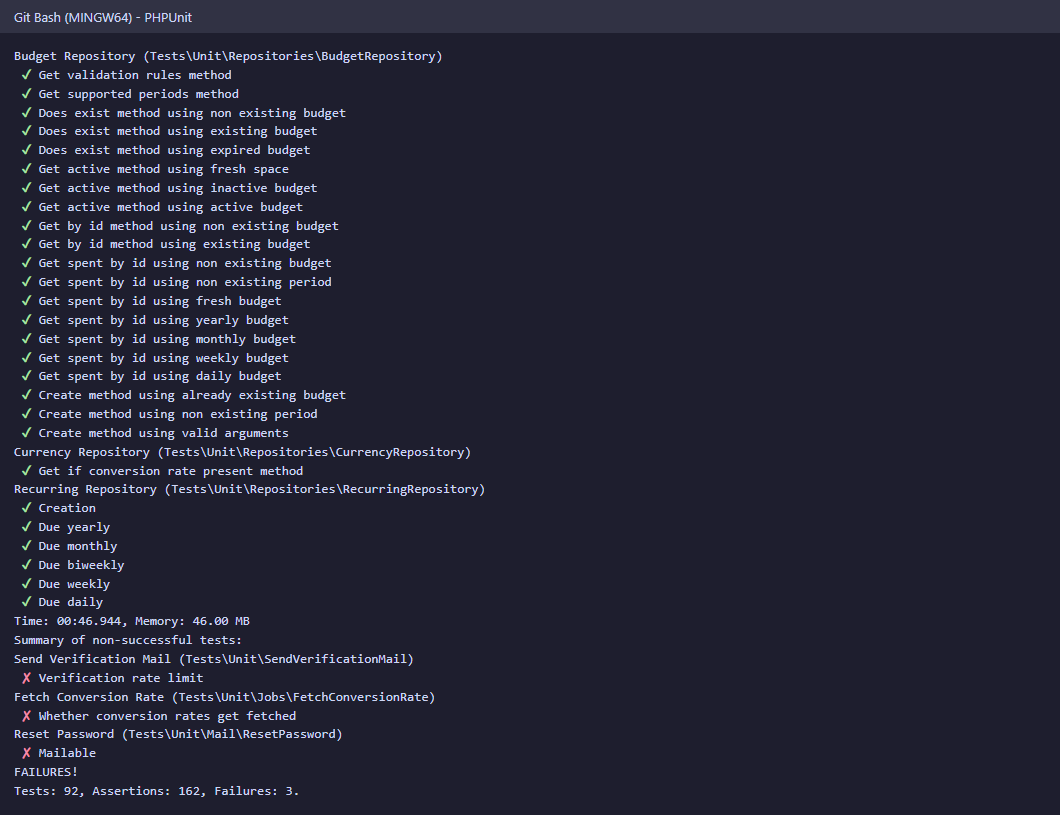 Git Bash (MINGW64) - PHPUnit
Budget Repository (Tests\Unit\Repositories\BudgetRepository)
✓ Get validation rules method
✓ Get supported periods method
✓ Does exist method using non existing budget
✓ Does exist method using existing budget
✓ Does exist method using expired budget
✓ Get active method using fresh space
✓ Get active method using inactive budget
✓ Get active method using active budget
✓ Get by id method using non existing budget
✓ Get by id method using existing budget
✓ Get spent by id using non existing budget
✓ Get spent by id using non existing period
✓ Get spent by id using fresh budget
✓ Get spent by id using yearly budget
✓ Get spent by id using monthly budget
✓ Get spent by id using weekly budget
✓ Get spent by id using daily budget
✓ Create method using already existing budget
✓ Create method using non existing period
✓ Create method using valid arguments
Currency Repository (Tests\Unit\Repositories\CurrencyRepository)
✓ Get if conversion rate present method
Recurring Repository (Tests\Unit\Repositories\RecurringRepository)
✓ Creation
✓ Due yearly
✓ Due monthly
✓ Due biweekly
✓ Due weekly
✓ Due daily
Time: 00:46.944, Memory: 46.00 MB
Summary of non-successful tests:
Send Verification Mail (Tests\Unit\SendVerificationMail)
✗ Verification rate limit
Fetch Conversion Rate (Tests\Unit\Jobs\FetchConversionRate)
✗ Whether conversion rates get fetched
Reset Password (Tests\Unit\Mail\ResetPassword)
✗ Mailable
FAILURES!
Tests: 92, Assertions: 162, Failures: 3.